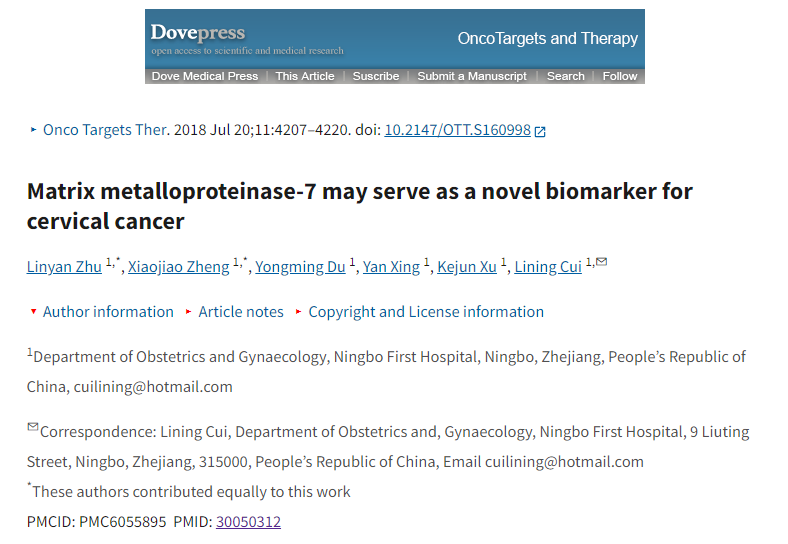 Dovepress
open access to scientific and medical research
OncoTargets and Therapy
Dove Medical Press | This Article | Suscribe | Submit a Manuscript | Search | Follow
‣ Onco Targets Ther. 2018 Jul 20;11:4207–4220. doi: 10.2147/OTT.S160998
Matrix metalloproteinase-7 may serve as a novel biomarker for
cervical cancer
Linyan Zhu 1,*, Xiaojiao Zheng 1,*, Yongming Du 1, Yan Xing 1, Kejun Xu 1, Lining Cui 1,✉
▾ Author information ▸ Article notes ▸ Copyright and License information
1Department of Obstetrics and Gynaecology, Ningbo First Hospital, Ningbo, Zhejiang, People’s Republic of
China, cuilining@hotmail.com
✉Correspondence: Lining Cui, Department of Obstetrics and, Gynaecology, Ningbo First Hospital, 9 Liuting
Street, Ningbo, Zhejiang, 315000, People’s Republic of China, Email cuilining@hotmail.com
*These authors contributed equally to this work
PMCID: PMC6055895 PMID: 30050312